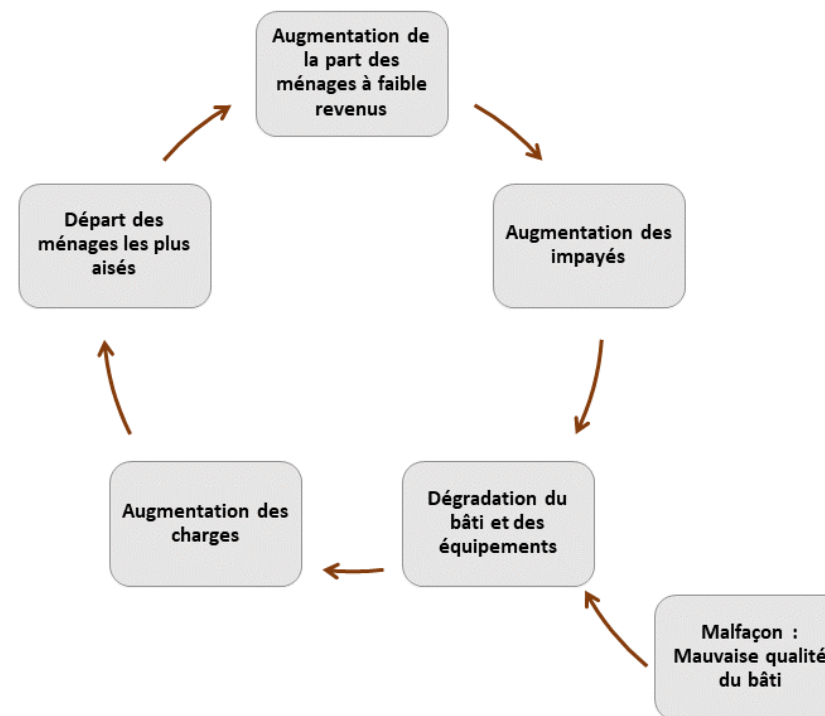 Augmentation de
la part des
ménages à faible
revenus
Augmentation des
impayés
Départ des
ménages les plus
aisés
Dégradation du
bâti et des
équipements
Augmentation des
charges
Malfaçon :
Mauvaise qualité
du bâti